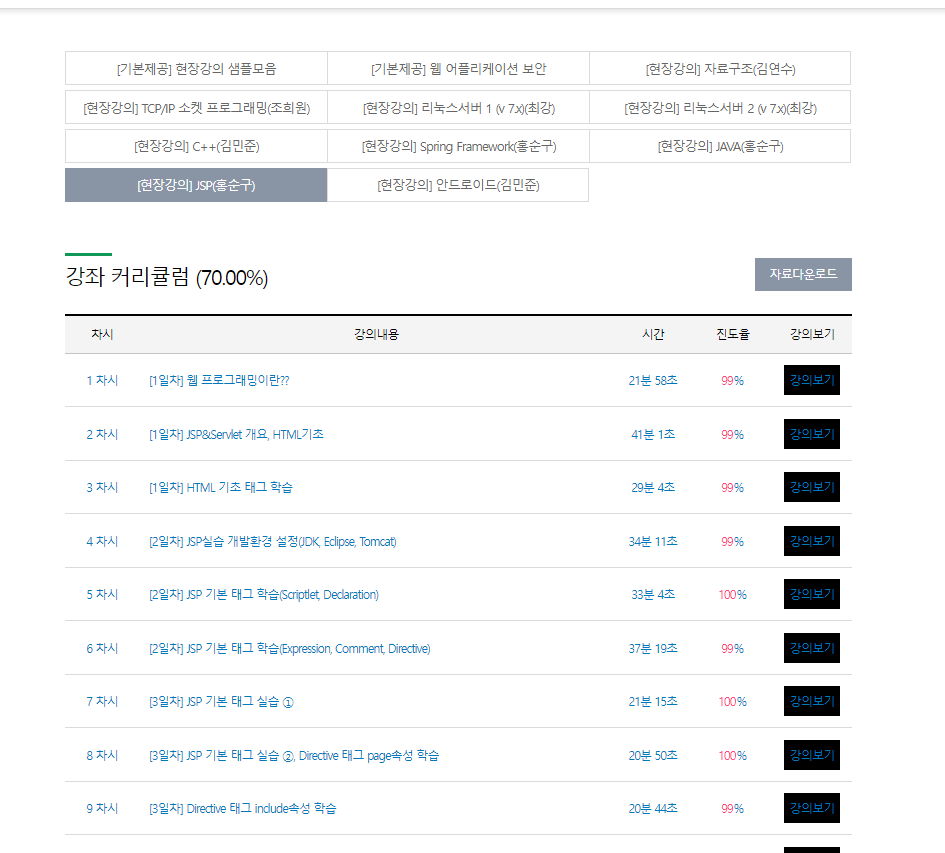 [기본제공] 현장강의 샘플모음 [기본제공] 웹 어플리케이션 보안 [현장강의] 자료구조(김연수)
[현장강의] TCP/IP 소켓 프로그래밍(조희원) [현장강의] 리눅스서버 1 (v 7.x)(최강) [현장강의] 리눅스서버 2 (v 7.x)(최강)
[현장강의] C++(김민준) [현장강의] Spring Framework(홍순구) [현장강의] JAVA(홍순구)
[현장강의] JSP(홍순구) [현장강의] 안드로이드(김민준)
강좌 커리큘럼 (70.00%) 자료다운로드
차시 강의내용 시간 진도율 강의보기
1 차시 [1일차] 웹 프로그래밍이란?? 21분 58초 99% 강의보기
2 차시 [1일차] JSP&Servlet 개요, HTML기초 41분 1초 99% 강의보기
3 차시 [1일차] HTML 기초 태그 학습 29분 4초 99% 강의보기
4 차시 [2일차] JSP실습 개발환경 설정(JDK, Eclipse, Tomcat) 34분 11초 99% 강의보기
5 차시 [2일차] JSP 기본 태그 학습(Scriptlet, Declaration) 33분 4초 100% 강의보기
6 차시 [2일차] JSP 기본 태그 학습(Expression, Comment, Directive) 37분 19초 99% 강의보기
7 차시 [3일차] JSP 기본 태그 실습 ① 21분 15초 100% 강의보기
8 차시 [3일차] JSP 기본 태그 실습 ②, Directive 태그 page속성 학습 20분 50초 100% 강의보기
9 차시 [3일차] Directive 태그 include속성 학습 20분 44초 99% 강의보기